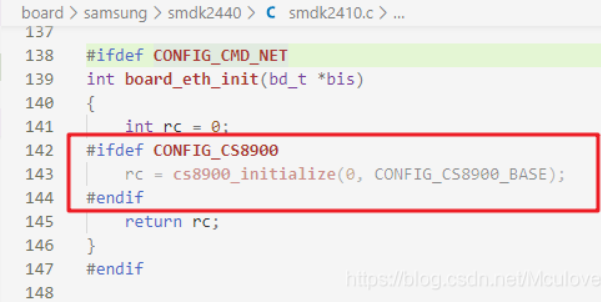 board > samsung > smdk2440 > C smdk2410.c > ...
137
138 #ifdef CONFIG_CMD_NET
139 int board_eth_init(bd_t *bis)
140 {
141     int rc = 0;
142 #ifdef CONFIG_CS8900
143     rc = cs8900_initialize(0, CONFIG_CS8900_BASE);
144 #endif
145     return rc;
146 }
147 #endif
148
https://blog.csdn.net/Mculover